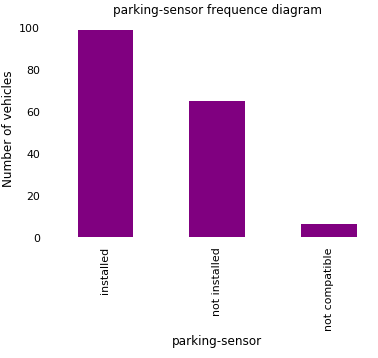 parking-sensor frequence diagram
Number of vehicles
100
80
60
40
20
0
installed
not installed
not compatible
parking-sensor